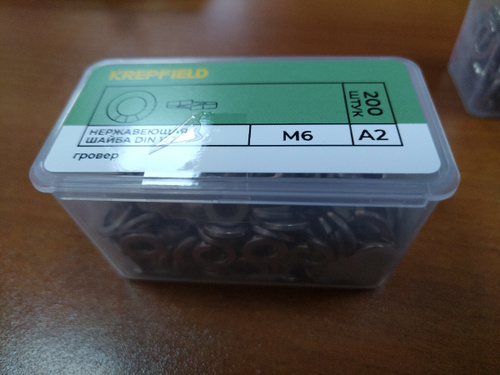 KREPFIELD
200
ШТУК
НЕРЖАВЕЮЩАЯ
ШАЙБА DIN
M6
A2
гровер